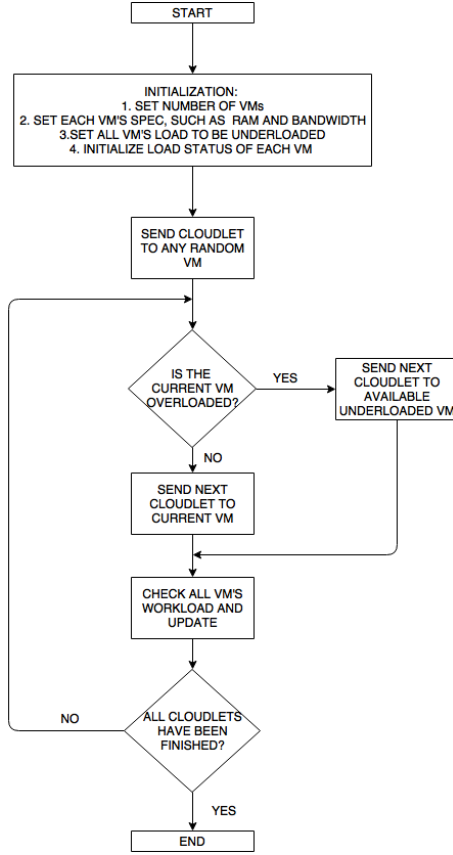 START
INITIALIZATION:
1. SET NUMBER OF VMs
2. SET EACH VM'S SPEC, SUCH AS RAM AND BANDWIDTH
3.SET ALL VM'S LOAD TO BE UNDERLOADED
4. INITIALIZE LOAD STATUS OF EACH VM
SEND CLOUDLET
TO ANY RANDOM
VM
IS THE
CURRENT VM
OVERLOADED?
YES
SEND NEXT
CLOUDLET TO
AVAILABLE
UNDERLOADED VM
NO
SEND NEXT
CLOUDLET TO
CURRENT VM
CHECK ALL VM'S
WORKLOAD AND
UPDATE
ALL CLOUDLETS
HAVE BEEN
FINISHED?
NO
YES
END